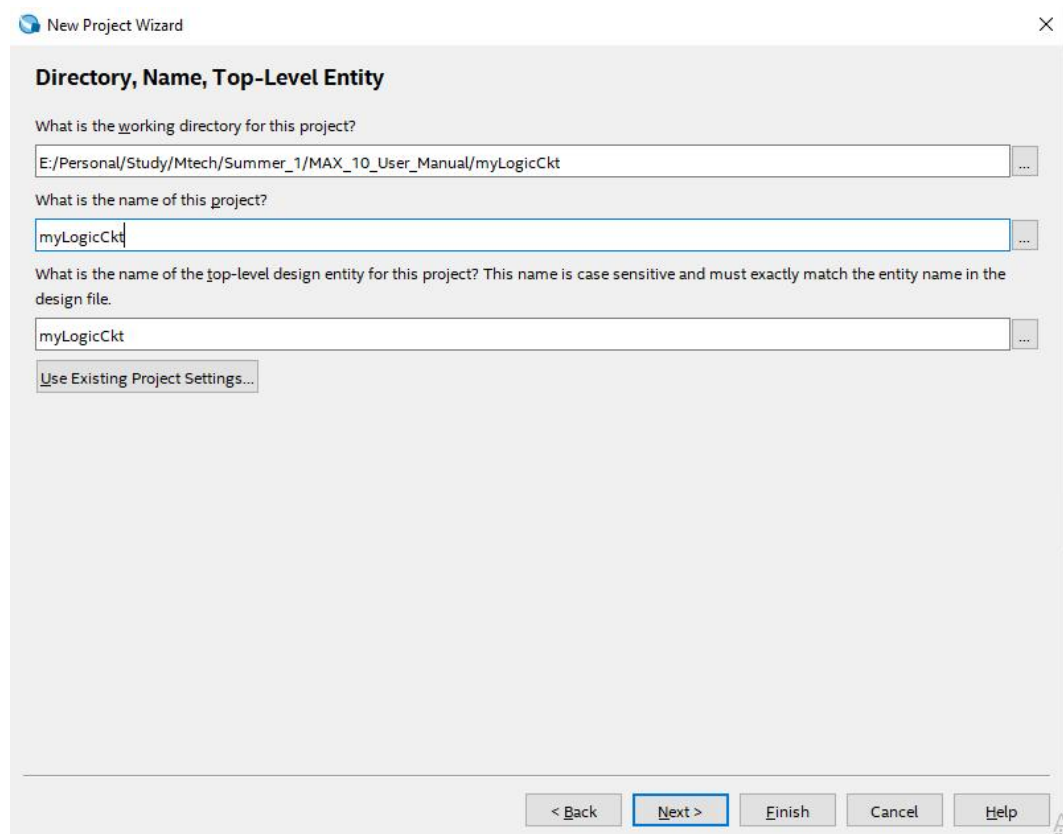 New Project Wizard
Directory, Name, Top-Level Entity
What is the working directory for this project?
E:/Personal/Study/Mtech/Summer_1/MAX_10_User_Manual/myLogicCkt
...
What is the name of this project?
myLogicCkt
...
What is the name of the top-level design entity for this project? This name is case sensitive and must exactly match the entity name in the
design file.
myLogicCkt
...
Use Existing Project Settings...
< Back Next > Finish Cancel Help